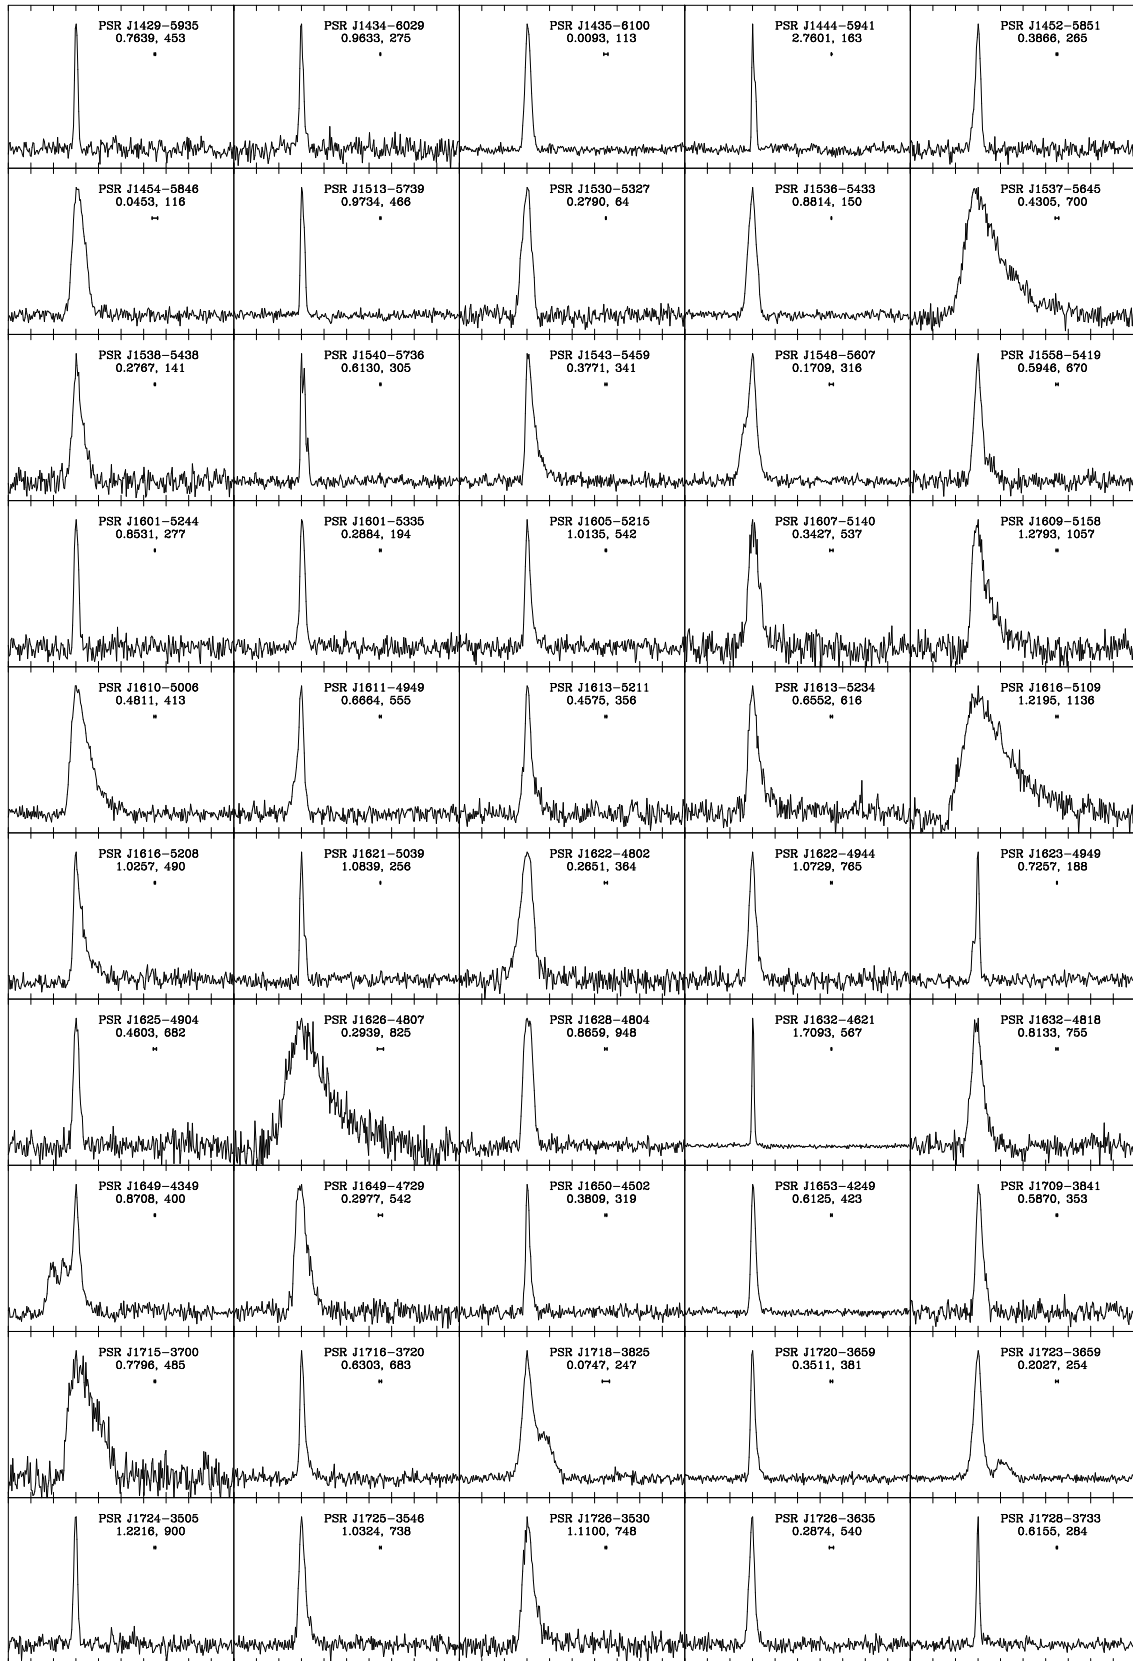 PSR J1429−5935
0.7639, 453
PSR J1434−6029
0.9633, 275
PSR J1435−6100
0.0093, 113
PSR J1444−5941
2.7601, 163
PSR J1452−5851
0.3866, 265
PSR J1454−5846
0.0453, 116
PSR J1513−5739
0.9734, 466
PSR J1530−5327
0.2790, 64
PSR J1536−5433
0.8814, 150
PSR J1537−5645
0.4305, 700
PSR J1538−5438
0.2767, 141
PSR J1540−5736
0.6130, 305
PSR J1543−5459
0.3771, 341
PSR J1548−5607
0.1709, 316
PSR J1558−5419
0.5946, 670
PSR J1601−5244
0.8531, 277
PSR J1601−5335
0.2884, 194
PSR J1605−5215
1.0135, 542
PSR J1607−5140
0.3427, 537
PSR J1609−5158
1.2793, 1057
PSR J1610−5006
0.4811, 413
PSR J1611−4949
0.6664, 555
PSR J1613−5211
0.4575, 356
PSR J1613−5234
0.6552, 616
PSR J1616−5109
1.2195, 1136
PSR J1616−5208
1.0257, 490
PSR J1621−5039
1.0839, 256
PSR J1622−4802
0.2651, 364
PSR J1622−4944
1.0729, 765
PSR J1623−4949
0.7257, 188
PSR J1625−4904
0.4603, 682
PSR J1626−4807
0.2939, 825
PSR J1628−4804
0.8659, 948
PSR J1632−4621
1.7093, 567
PSR J1632−4818
0.8133, 755
PSR J1649−4349
0.8708, 400
PSR J1649−4729
0.2977, 542
PSR J1650−4502
0.3809, 319
PSR J1653−4249
0.6125, 423
PSR J1709−3841
0.5870, 353
PSR J1715−3700
0.7796, 485
PSR J1716−3720
0.6303, 683
PSR J1718−3825
0.0747, 247
PSR J1720−3659
0.3511, 381
PSR J1723−3659
0.2027, 254
PSR J1724−3505
1.2216, 900
PSR J1725−3546
1.0324, 738
PSR J1726−3530
1.1100, 748
PSR J1726−3635
0.2874, 540
PSR J1728−3733
0.6155, 284